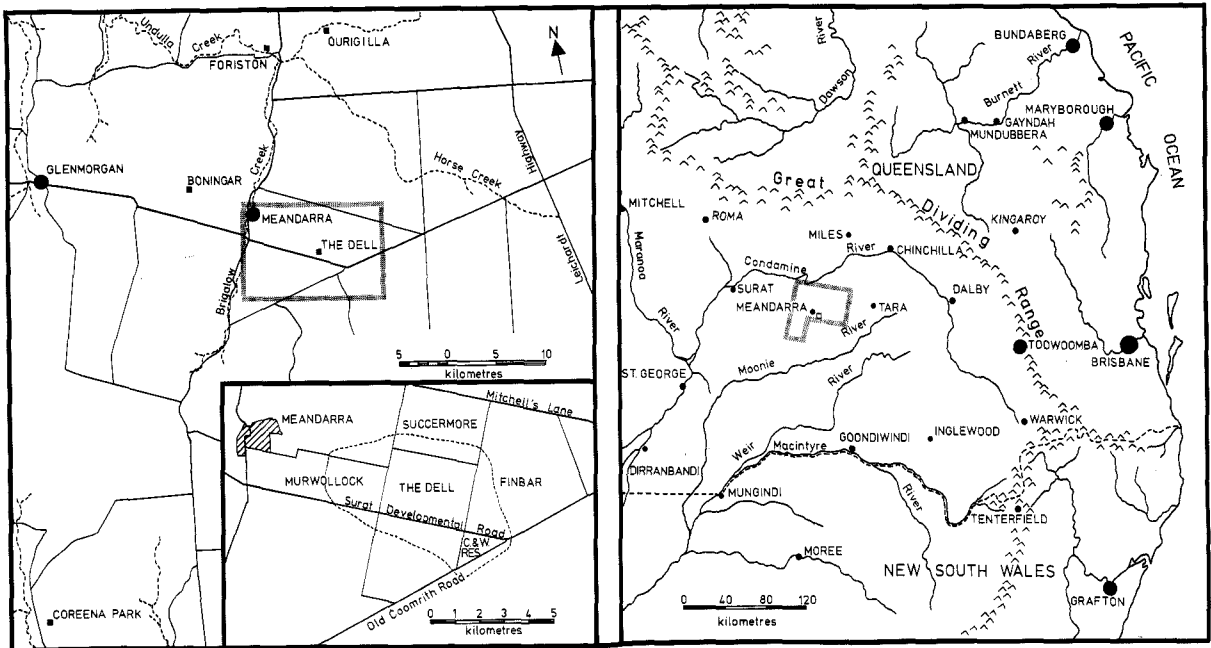 Undulla
Creek
FORISTON
OURIGILLA
N
GLENMORGAN
BONINGAR
Creek
MEANDARRA
THE DELL
Horse Creek
Highway
Leichardt
Brigalow
5 0 5 10
kilometres
COREENA PARK
MEANDARRA
Mitchell's Lane
SUCCERMORE
MURWOLLOCK
THE DELL
FINBAR
Surat Developmental Road
C.&W.
RES.
Old Coomrith Road
0 1 2 3 4 5
kilometres
River
Dawson
BUNDABERG
River
Burnett
PACIFIC
OCEAN
MARYBOROUGH
GAYNDAH
MUNDUBBERA
QUEENSLAND
Great
Dividing
Range
MITCHELL
ROMA
KINGAROY
MILES
River
CHINCHILLA
Maranoa
River
Condamine
SURAT
DALBY
MEANDARRA
TARA
River
TOOWOOMBA
BRISBANE
Moonie
ST. GEORGE
River
WARWICK
Weir
Macintyre
GOONDIWINDI
INGLEWOOD
DIRRANBANDI
River
MUNGINDI
TENTERFIELD
MOREE
NEW SOUTH WALES
0 40 80 120
kilometres
GRAFTON